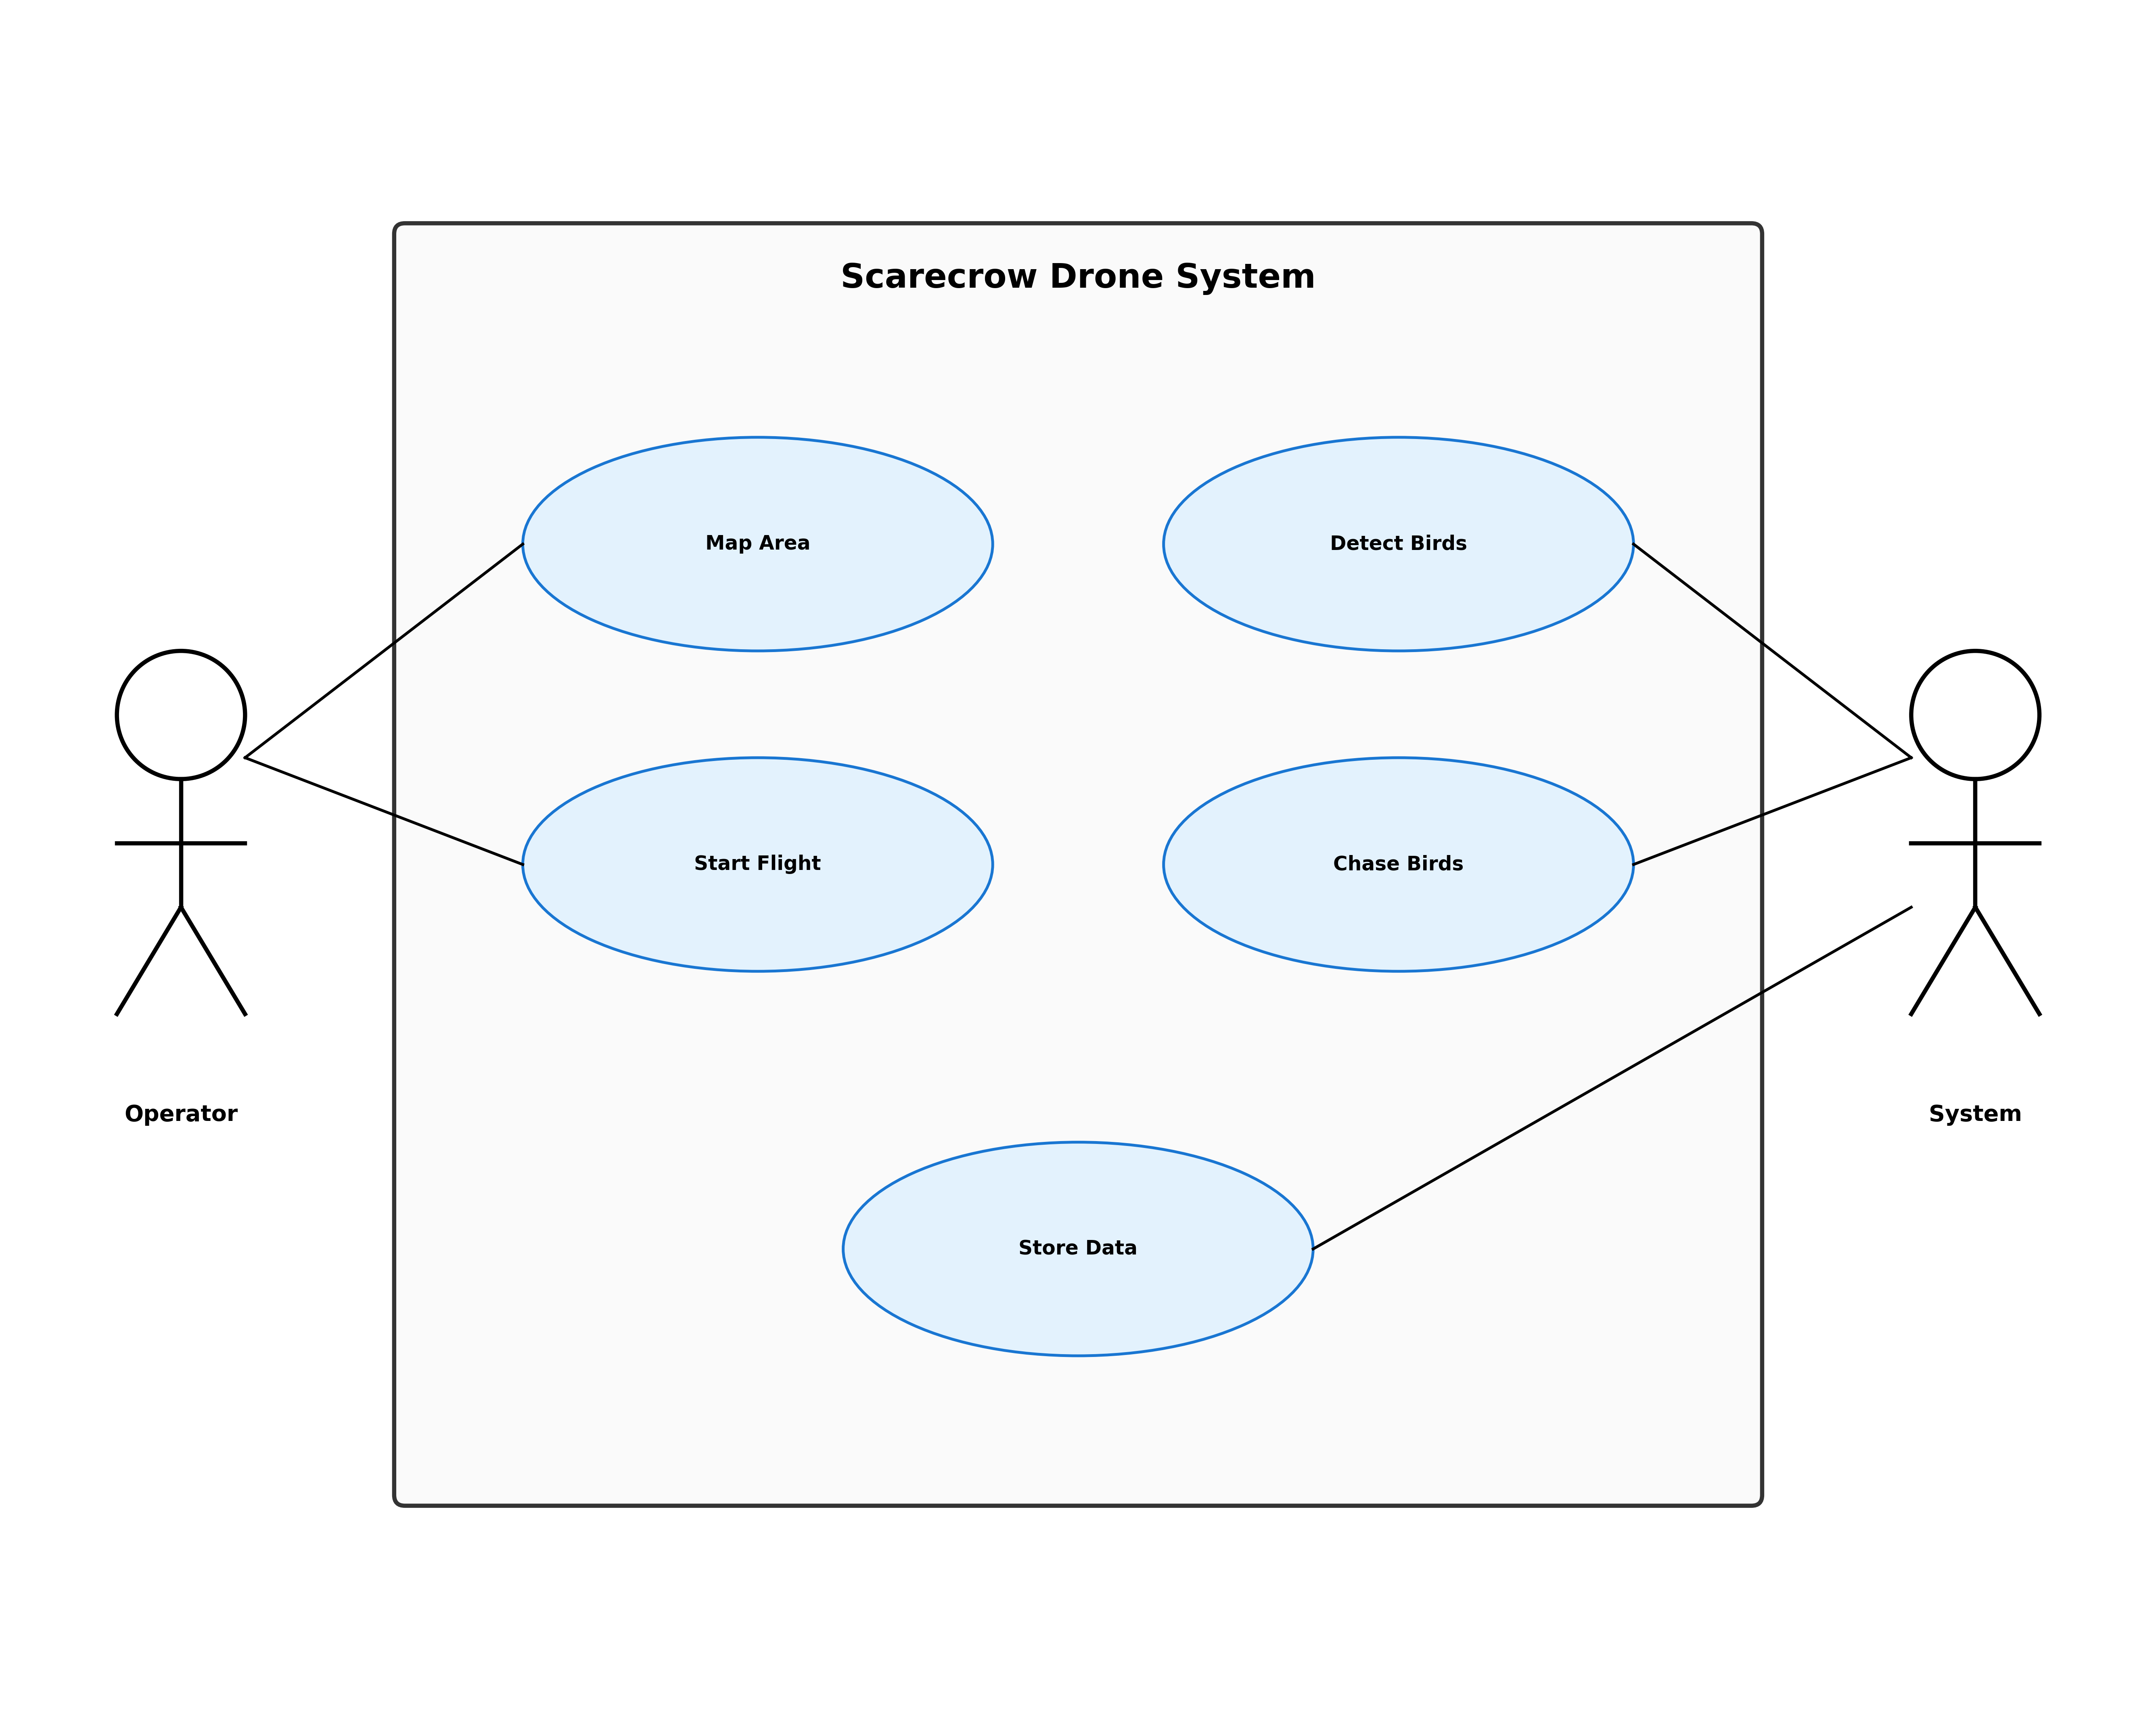 Scarecrow Drone System
Map Area
Detect Birds
Start Flight
Chase Birds
Operator
System
Store Data